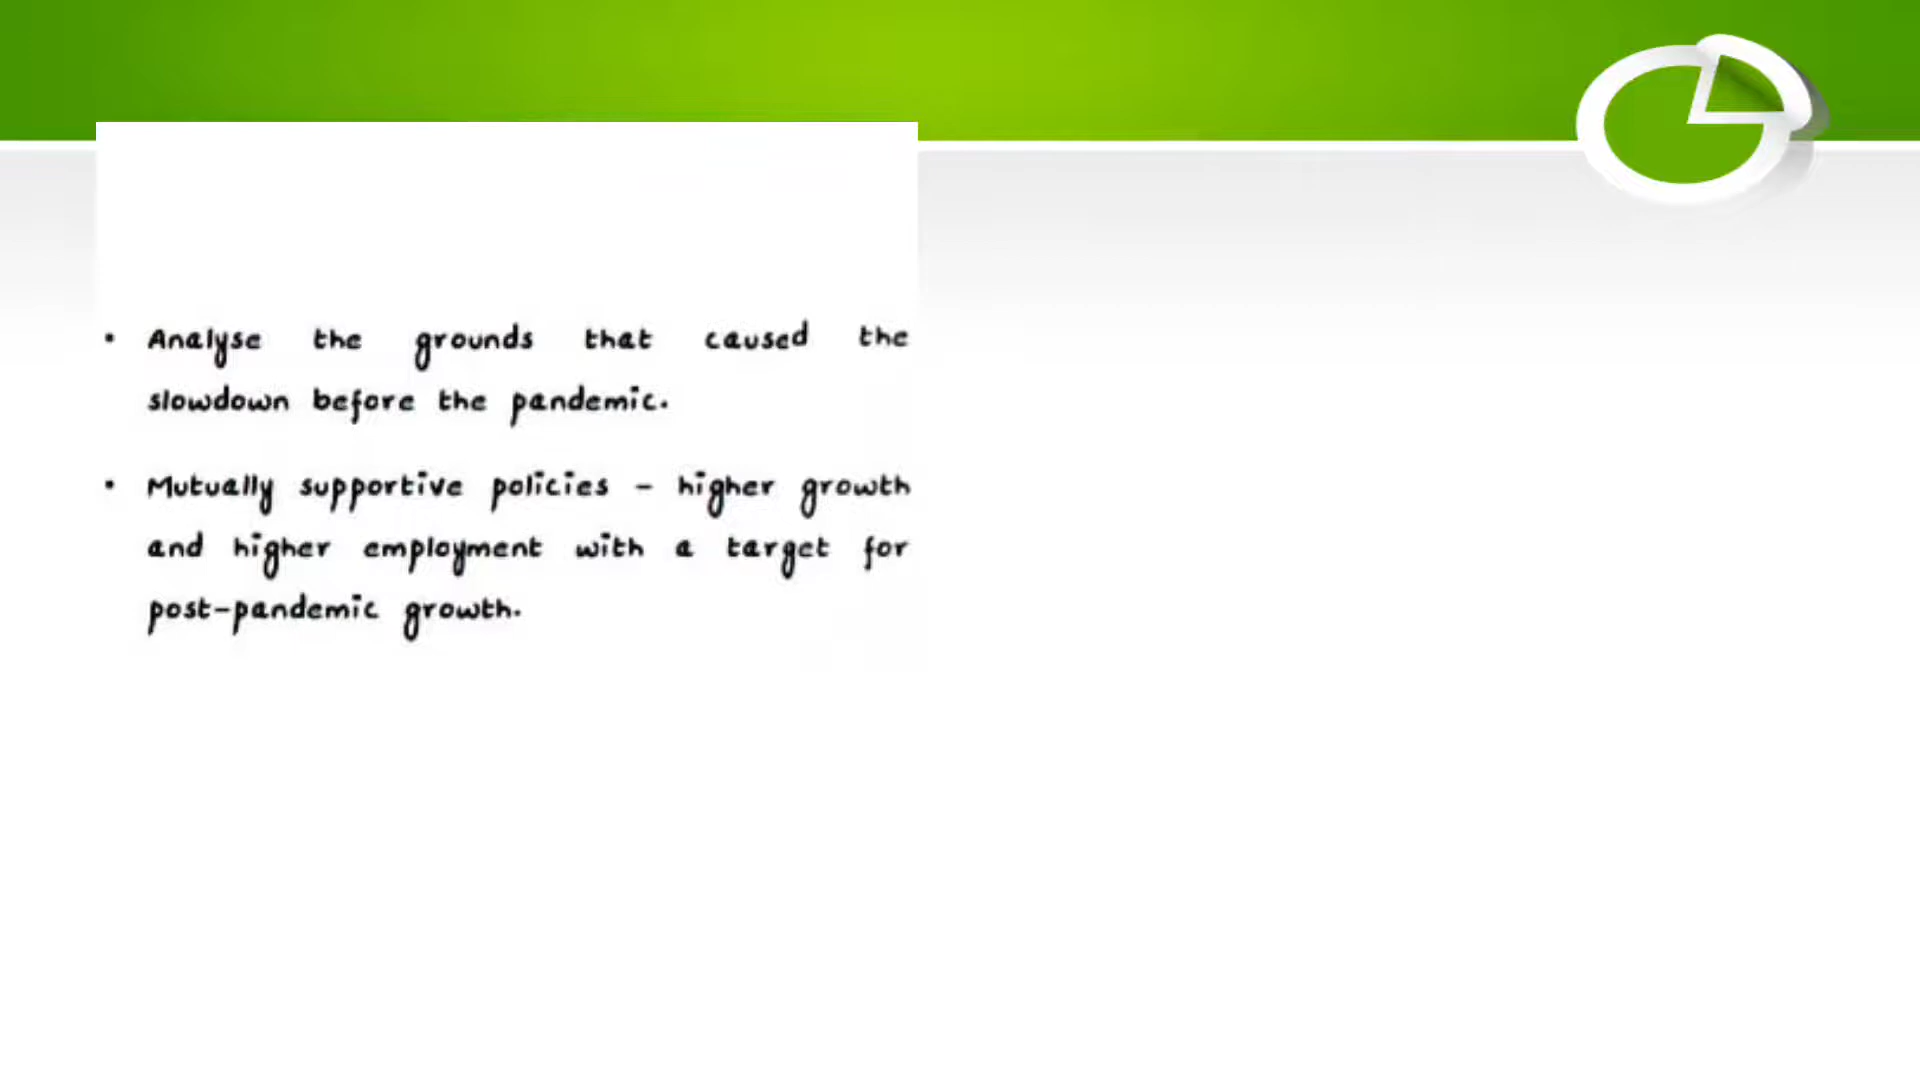 • Analyse the grounds that caused the
slowdown before the pandemic.
• Mutually supportive policies - higher growth
and higher employment with a target for
post-pandemic growth.